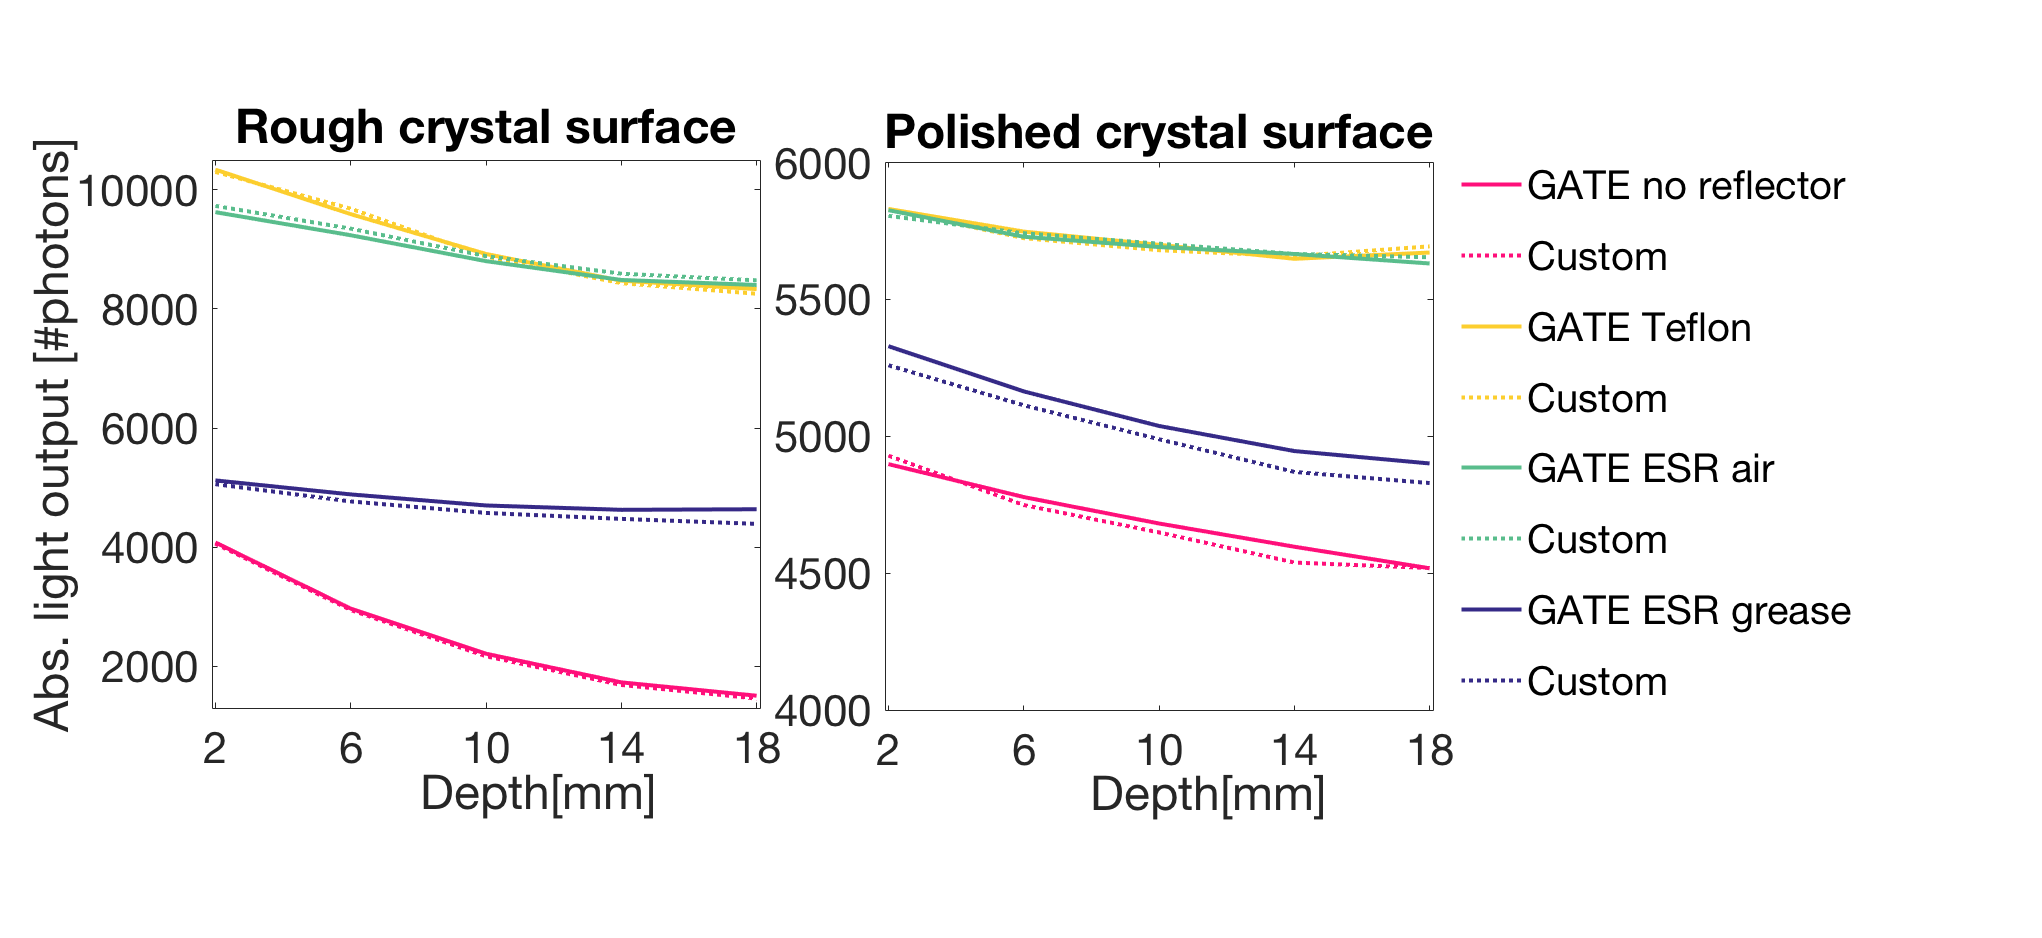 Rough crystal surface
Abs. light output [#photons]
10000
8000
6000
4000
2000
2 6 10 14 18
Depth[mm]
Polished crystal surface
6000
5500
5000
4500
4000
2 6 10 14 18
Depth[mm]
GATE no reflector
Custom
GATE Teflon
Custom
GATE ESR air
Custom
GATE ESR grease
Custom